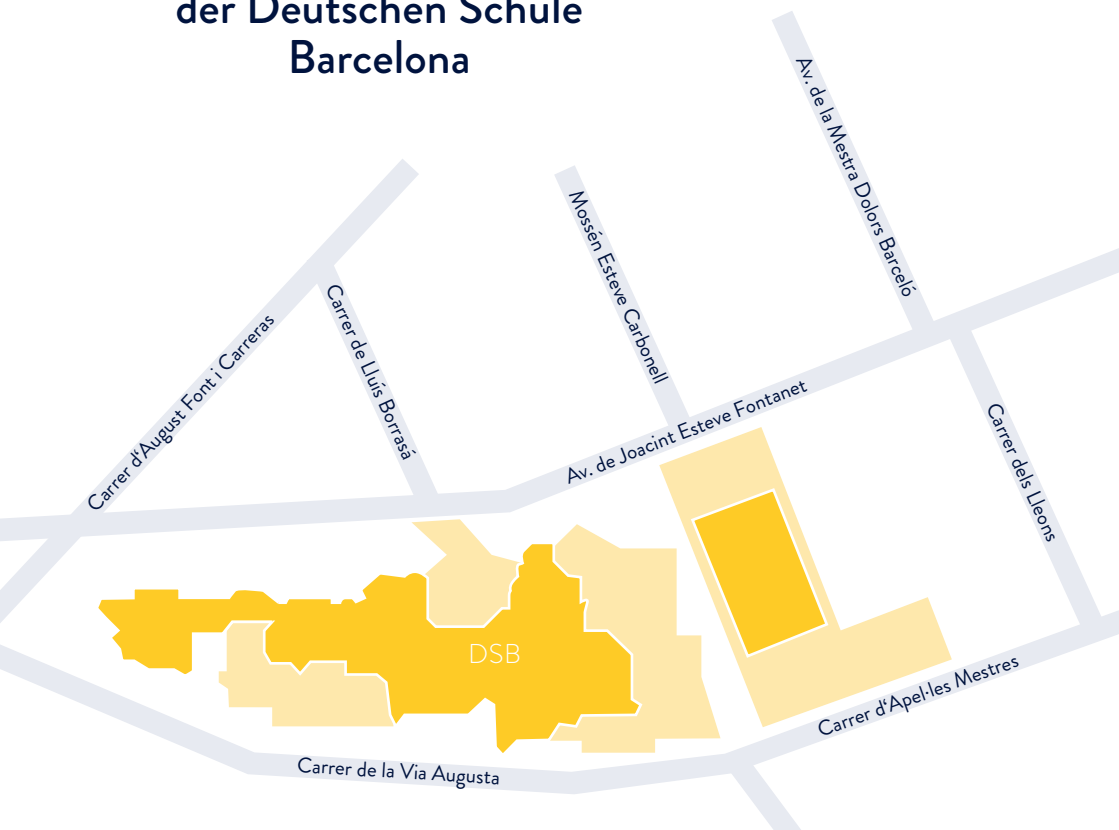 der Deutschen Schule
Barcelona
Av. de la Mestra Dolors Barceló
Mossén Esteve Carbonell
Carrer de Lluís Borrasá
Carrer d'August Font i Carreras
Av. de Joacint Esteve Fontanet
Carrer dels Lleons
DSB
Carrer d'Apel·les Mestres
Carrer de la Via Augusta